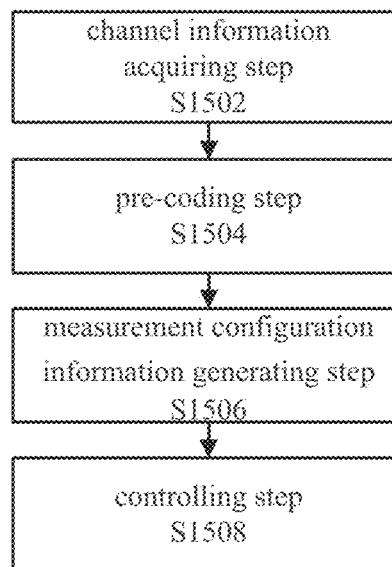 channel information
acquiring step
S1502
pre-coding step
S1504
measurement configuration
information generating step
S1506
controlling step
S1508